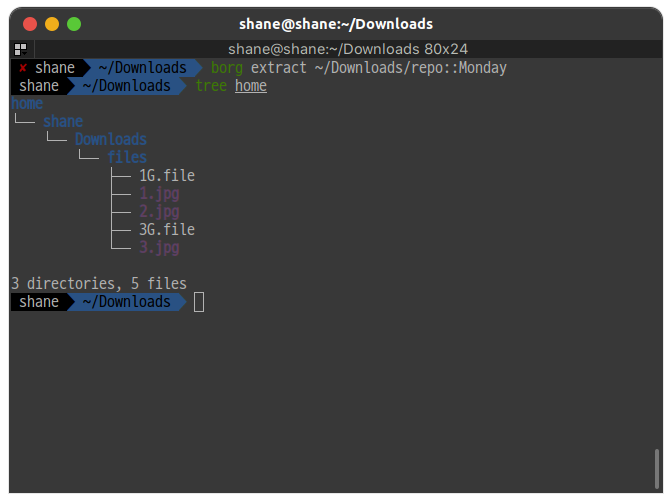 shane@shane:~/Downloads
shane@shane:~/Downloads 80x24
✘ shane ~/Downloads borg extract ~/Downloads/repo::Monday
shane ~/Downloads tree home
home
└── shane
└── Downloads
└── files
├── 1G.file
├── 1.jpg
├── 2.jpg
├── 3G.file
└── 3.jpg
3 directories, 5 files
shane ~/Downloads